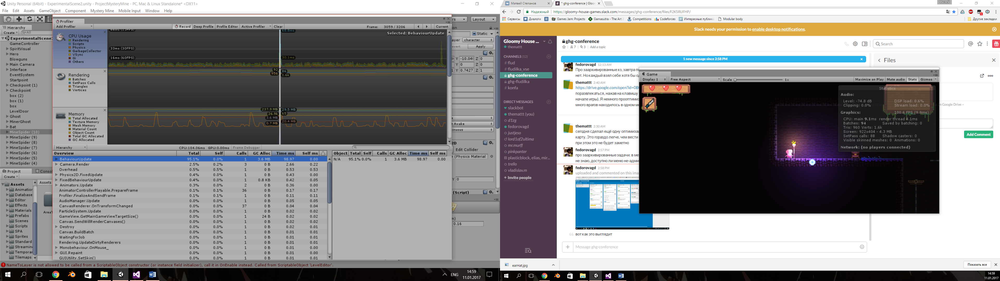 Unity Personal (64bit) - ExperimentalScene2.unity - ProjectMysteryMine - PC, Mac & Linux Standalone* <DX11>
File Edit Assets GameObject Component Mystery Mine Mobile Input Window Help
Layout
Hierarchy
Create All
ExperimentalScene2
GameController
SpiritVisual
Hero
Blowguns
Main Camera
Interface
EventSystem
Startpoint
Checkpoint (1)
Checkpoint
box (2)
box (1)
box
LevelDoor
Ghost
MinerGhost
Bat
MineSpider (10)
MineSpider (9)
MineSpider (8)
MineSpider (7)
MineSpider (6)
MineSpider (5)
MineSpider (4)
Project Consol
Create
Assets
Animation
Database
Editor
Effects
Materials
Prefabs
Scenes
Scripts
SPA
Sprites
Standard
Streamin
Tempora
Tilemaps
Assets
AreaT
Profiler
Add Profiler Record Deep Profile Profile Editor Active Profiler Clear Frame: 3059 / 3206 Current
CPU Usage
Rendering
Scripts
Physics
GarbageCollector
VSync
Gi
Others
66ms (15FPS)
33ms (30FPS)
16ms (60FPS)
68.8ms
30.1ms
Selected: BehaviourUpdate
Rendering
Batches
SetPass Calls
Triangles
Vertices
92 86
956 1.6k
Memory
Total Allocated
Texture Memory
Mesh Memory
Material Count
Object Count
Total GC Allocated
GC Allocated
237.9 MB 29.5 MB
26.9k 65
3.6 MB
0.7 MB 20.4 MB
Hierarchy CPU:104.06ms GPU:0.00ms Frame Debugger
Overview Total Self Calls GC Alloc Time ms Self ms
BehaviourUpdate 95.1% 0.0% 1 3.6 MB 98.97 0.00
Camera.Render 2.5% 0.2% 3 0 B 2.66 0.22
Overhead 0.5% 0.5% 1 0 B 0.53 0.53
Physics2D.FixedUpdate 0.4% 0.0% 1 0 B 0.43 0.00
FixedBehaviourUpdate 0.4% 0.0% 1 0.8 KB 0.42 0.05
Animators.Update 0.3% 0.0% 2 0 B 0.36 0.00
AnimatorControllerPlayable.PrepareFrame 0.1% 0.1% 36 0 B 0.17 0.17
Profiler.FinalizeAndSendFrame 0.1% 0.1% 1 0 B 0.11 0.11
AudioManager.Update 0.0% 0.0% 1 0 B 0.05 0.05
CanvasRenderer.OnTransformChanged 0.0% 0.0% 37 0 B 0.04 0.04
ParticleSystem.Update 0.0% 0.0% 1 0 B 0.02 0.02
GameView.GetMainGameViewTargetSize() 0.0% 0.0% 1 24 B 0.02 0.02
Canvas.SendWillRenderCanvases() 0.0% 0.0% 1 0 B 0.02 0.02
Destroy 0.0% 0.0% 1 0 B 0.02 0.01
Canvas.BuildBatch 0.0% 0.0% 1 0 B 0.01 0.01
WaitingForJob 0.0% 0.0% 1 0 B 0.01 0.01
Rendering.UpdateDirtyRenderers 0.0% 0.0% 1 0 B 0.01 0.01
Monobehaviour.OnMouse_ 0.0% 0.0% 1 0 B 0.01 0.00
GUI.Repaint 0.0% 0.0% 1 0 B 0.01 0.00
GUIUtility.SetSkin() 0.0% 0.0% 1 0 B 0.01 0.01
Object Total Self Calls GC Alloc Time ms Self ms
N/A 95.1% 0.0% 1 3.6 MB 98.97 0.00
Static
ayer character
evert Apply
Y -10.04 Z 0
Y 0 Z 0
Y 0.7427 Z 1
t Awake
ntinuous
2D
Edit Collider
(Physics Material
Y 0
(Script)
0.16
NameToLayer is not allowed to be called from a ScriptableObject constructor (or instance field initializer), call it in OnEnable instead. Called from ScriptableObject 'LevelEditor'.
ENG 14:59
11.01.2017
Матвей Степанов * ghg-conference | Gloo
Матвей
Надежный https://gloomy-house-games.slack.com/messages/ghg-conference/files/F2K5RUFHP/
Сервисы Диалоги Games Jam: Projects Gamasutra - The Art & Competitions Codeforces Интересные публика Modular body Другие закладки
Slack needs your permission to enable desktop notifications.
Gloomy House ...
themattt
CHANNELS (12)
# flud
# fludilka_vse
ghg-conference
ghg-fludilka
konfa
DIRECT MESSAGES
slackbot
themattt (you)
d1zg
fedorovagd
justjeso
lord1of2ultima
mr.murff
pinkpanter
plasticblock, elias, mir...
trello
vladislav.m
+ Invite people
ghg-conference
7 3 Add a topic
Search
1 new message since 2:58 PM
fedorovagd 12:13 AM
Про заархивированные хз, завтра по
нет. Но каждый взял себе хотя бы од
themattt 2:40 AM
https://drive.google.com/open?id=0B
поразвлекаться, нажав на клавишу
начале игры). Я немного прооптимиз
много врагов находилось в одном ме
themattt 2:30 AM
сегодня сделал ещё одну оптимизац
карту. Это гораздо легче, чем вести
при этом это не будет заметно
fedorovagd 2:57 PM
про заархивированные задачи: в ме
не знаю, доступно ли меню не-адми
fedorovagd 2:58 PM
uploaded and commented on this ima
вот как это выглядит
Message ghg-conference
Files
m Google Drive
Add Comment
Game
Display 1 Free Aspect Scale 1x Maximize on Play Mute audio Stats Gizmos
Statistics
Audio:
Level: -74.8 dB DSP load: 0.6%
Clipping: 0.0% Stream load: 0.0%
Graphics: 100.6 FPS (9.9ms)
CPU: main 9.1ms render thread 4.1ms
Batches: 94 Saved by batching: 0
Tris: 960 Verts: 1.6k
Screen: 922x404 - 4.3 MB
SetPass calls: 88 Shadow casters: 0
Visible skinned meshes: 0 Animations: 0
Network: (no players connected)
earHat.jpg
Показать все
14:59
11.01.2017